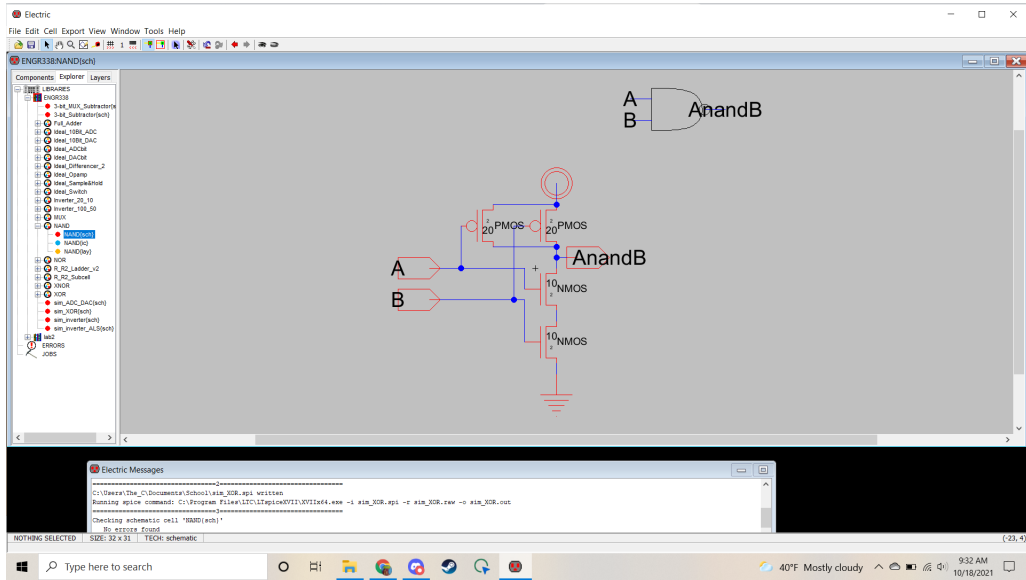 Electric
File Edit Cell Export View Window Tools Help
ENGR338:NAND{sch}
Components Explorer Layers
LIBRARIES
ENGR338
3-bit_MUX_Subtractor{s
3-bit_Subtractor{sch}
Full_Adder
Ideal_10Bit_ADC
Ideal_10Bit_DAC
Ideal_ADCbit
Ideal_DACbit
Ideal_Differencer_2
Ideal_Opamp
Ideal_Sample&Hold
Ideal_Switch
Inverter_20_10
Inverter_100_50
MUX
NAND
NAND{sch}
NAND{ic}
NAND{lay}
NOR
R_R2_Ladder_v2
R_R2_Subcell
XNOR
XOR
sim_ADC_DAC{sch}
sim_XOR{sch}
sim_inverter{sch}
sim_inverter_ALS{sch}
lab2
ERRORS
JOBS
A
B
AnandB
2
20 PMOS
2
20 PMOS
A
AnandB
B
10 NMOS
2
10 NMOS
2
Electric Messages
=================================2=================================
C:\Users\The_C\Documents\School\sim_XOR.spi written
Running spice command: C:\Program Files\LTC\LTspiceXVII\XVIIx64.exe -i sim_XOR.spi -r sim_XOR.raw -o sim_XOR.out
=================================3=================================
Checking schematic cell 'NAND{sch}'
No errors found
NOTHING SELECTED SIZE: 32 x 31 TECH: schematic (-23, 4)
Type here to search
40°F Mostly cloudy
9:32 AM
10/18/2021